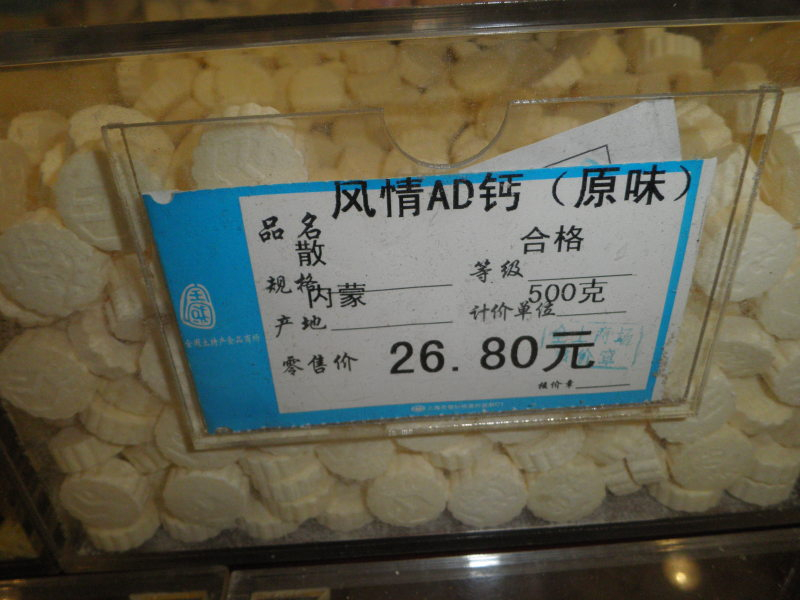 风情AD钙（原味）
品名
散
合格
规格
等级
内蒙
500克
产地
计价单位
零售价
26.80元